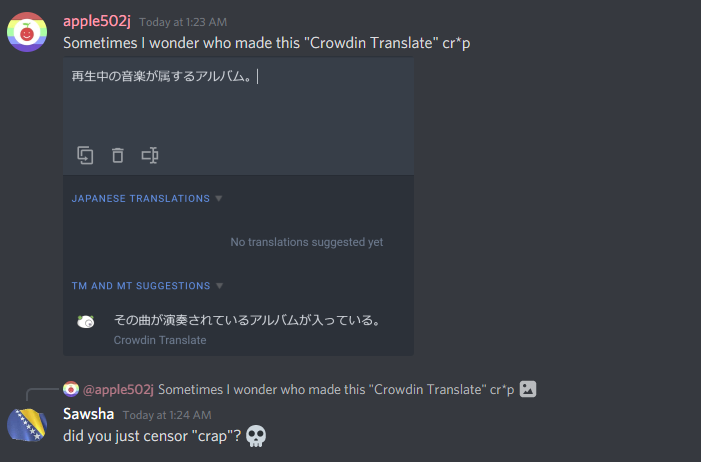 apple502j Today at 1:23 AM
Sometimes I wonder who made this "Crowdin Translate" cr*p
再生中の音楽が属するアルバム。
JAPANESE TRANSLATIONS
No translations suggested yet
TM AND MT SUGGESTIONS
その曲が演奏されているアルバムが入っている。
Crowdin Translate
@apple502j Sometimes I wonder who made this "Crowdin Translate" cr*p
Sawsha Today at 1:24 AM
did you just censor "crap"? 💀